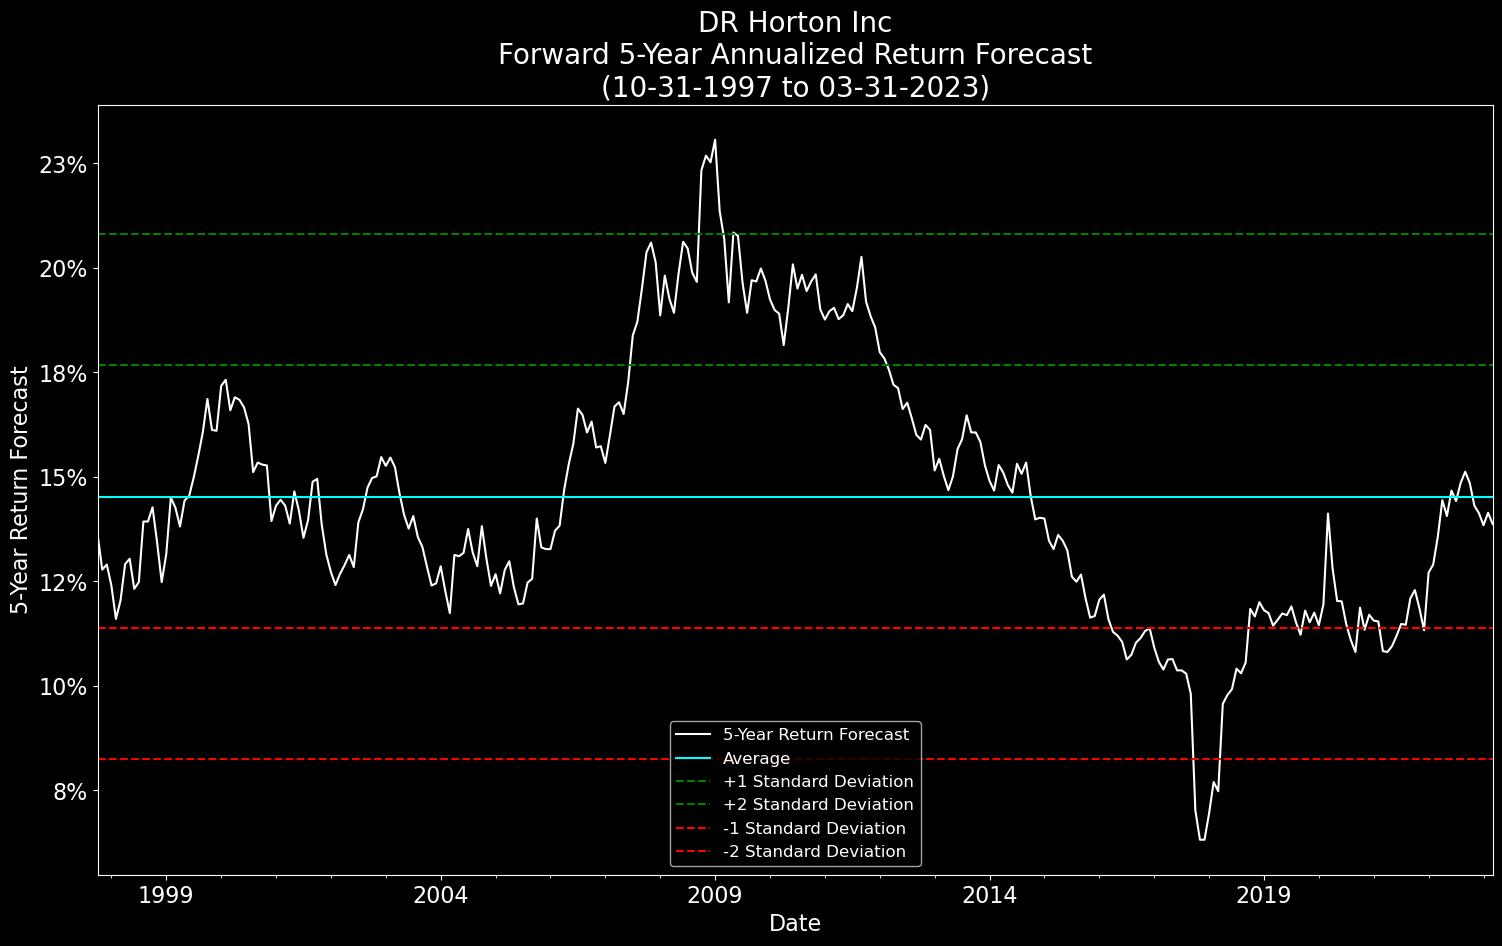 DR Horton Inc
Forward 5-Year Annualized Return Forecast
(10-31-1997 to 03-31-2023)
5-Year Return Forecast
23%
20%
18%
15%
12%
10%
8%
5-Year Return Forecast
Average
+1 Standard Deviation
+2 Standard Deviation
-1 Standard Deviation
-2 Standard Deviation
1999
2004
2009
2014
2019
Date